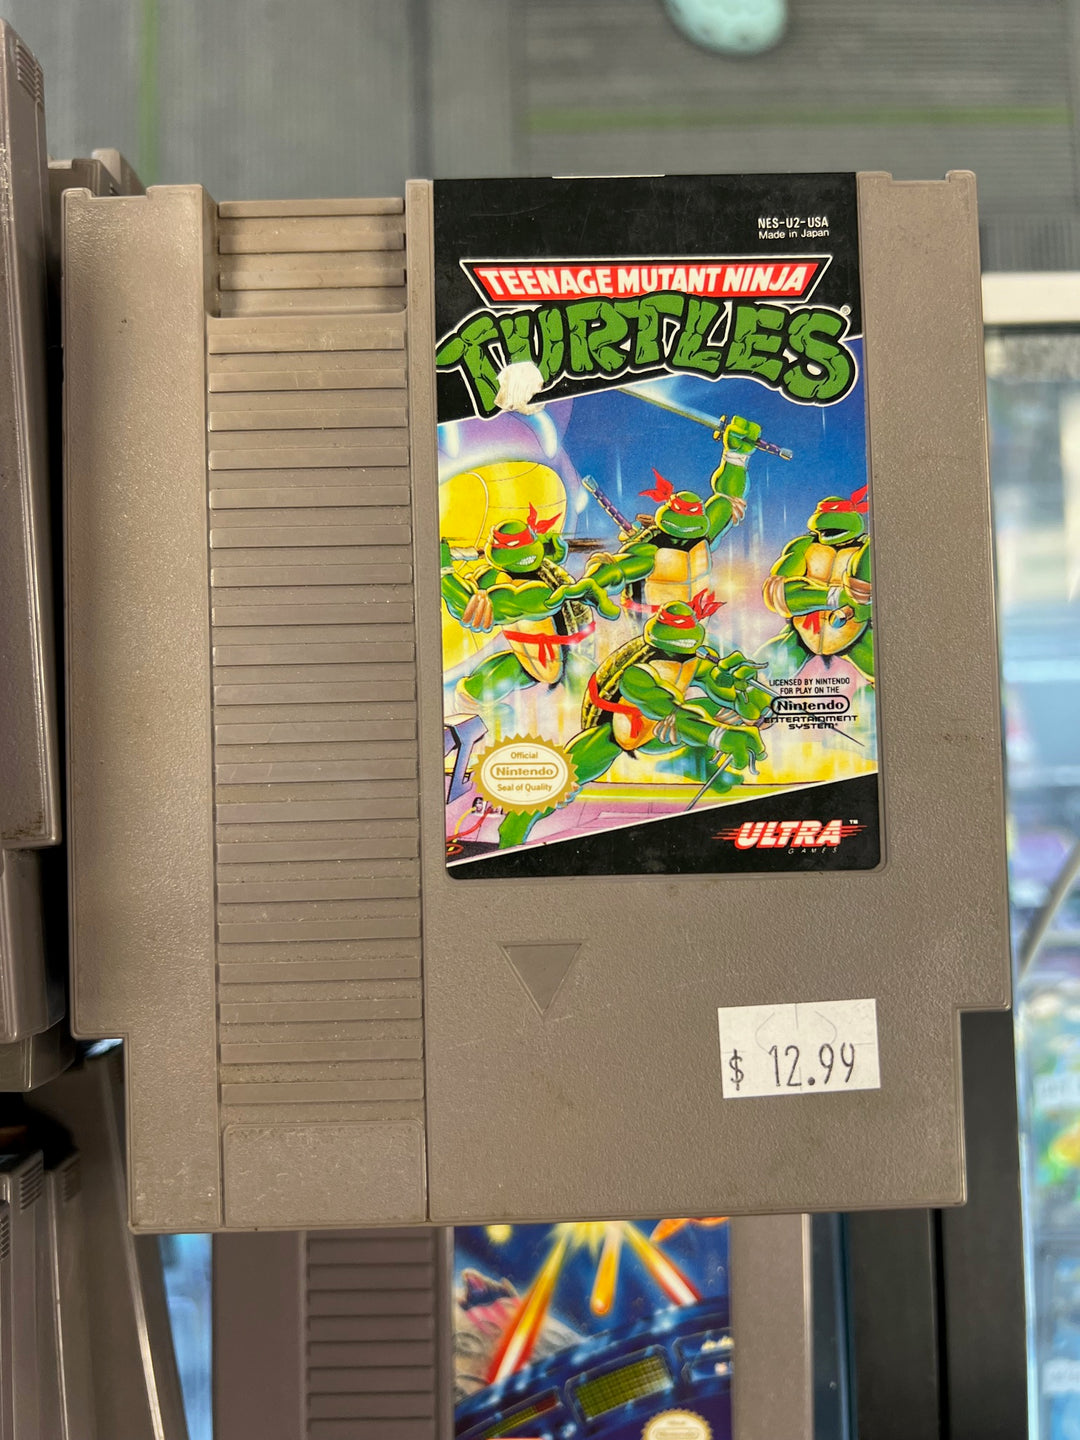 NES-U2-USA
Made in Japan
TEENAGE MUTANT NINJA
TURTLES®
LICENSED BY NINTENDO
FOR PLAY ON THE
Nintendo
ENTERTAINMENT
SYSTEM®
Official
Nintendo
Seal of Quality
ULTRA™
GAMES
$ 12.99